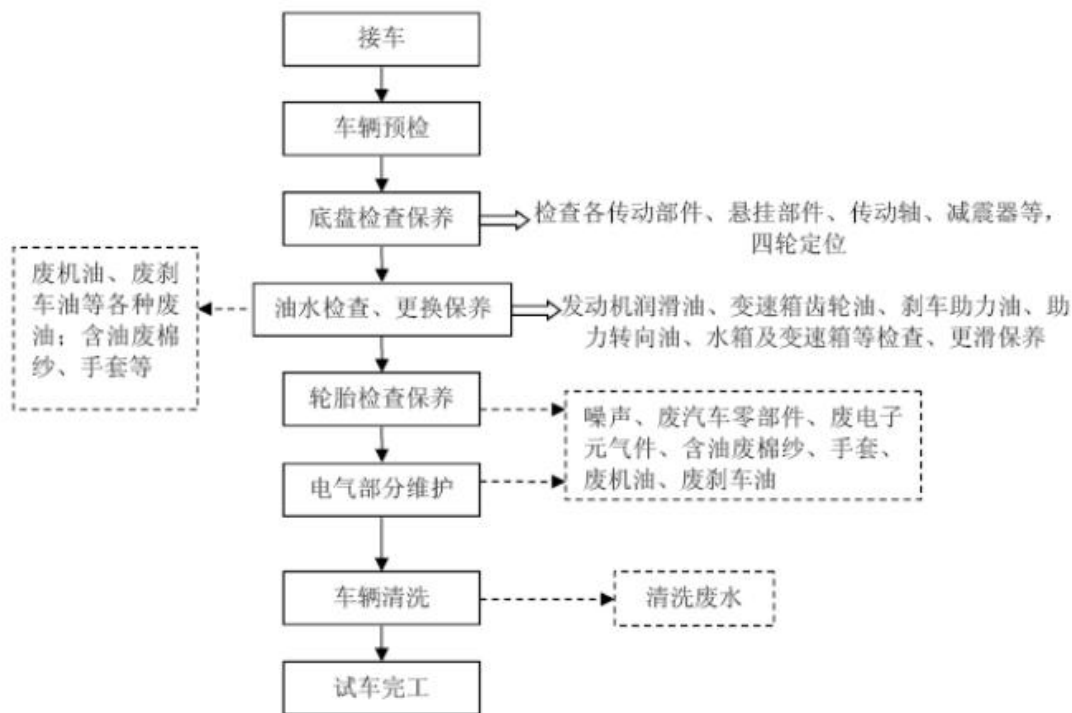 接车
车辆预检
底盘检查保养
检查各传动部件、悬挂部件、传动轴、减震器等，
四轮定位
废机油、废刹
车油等各种废
油；含油废棉
纱、手套等
油水检查、更换保养
发动机润滑油、变速箱齿轮油、刹车助力油、助
力转向油、水箱及变速箱等检查、更滑保养
轮胎检查保养
噪声、废汽车零部件、废电子
元气件、含油废棉纱、手套、
废机油、废刹车油
电气部分维护
车辆清洗
清洗废水
试车完工